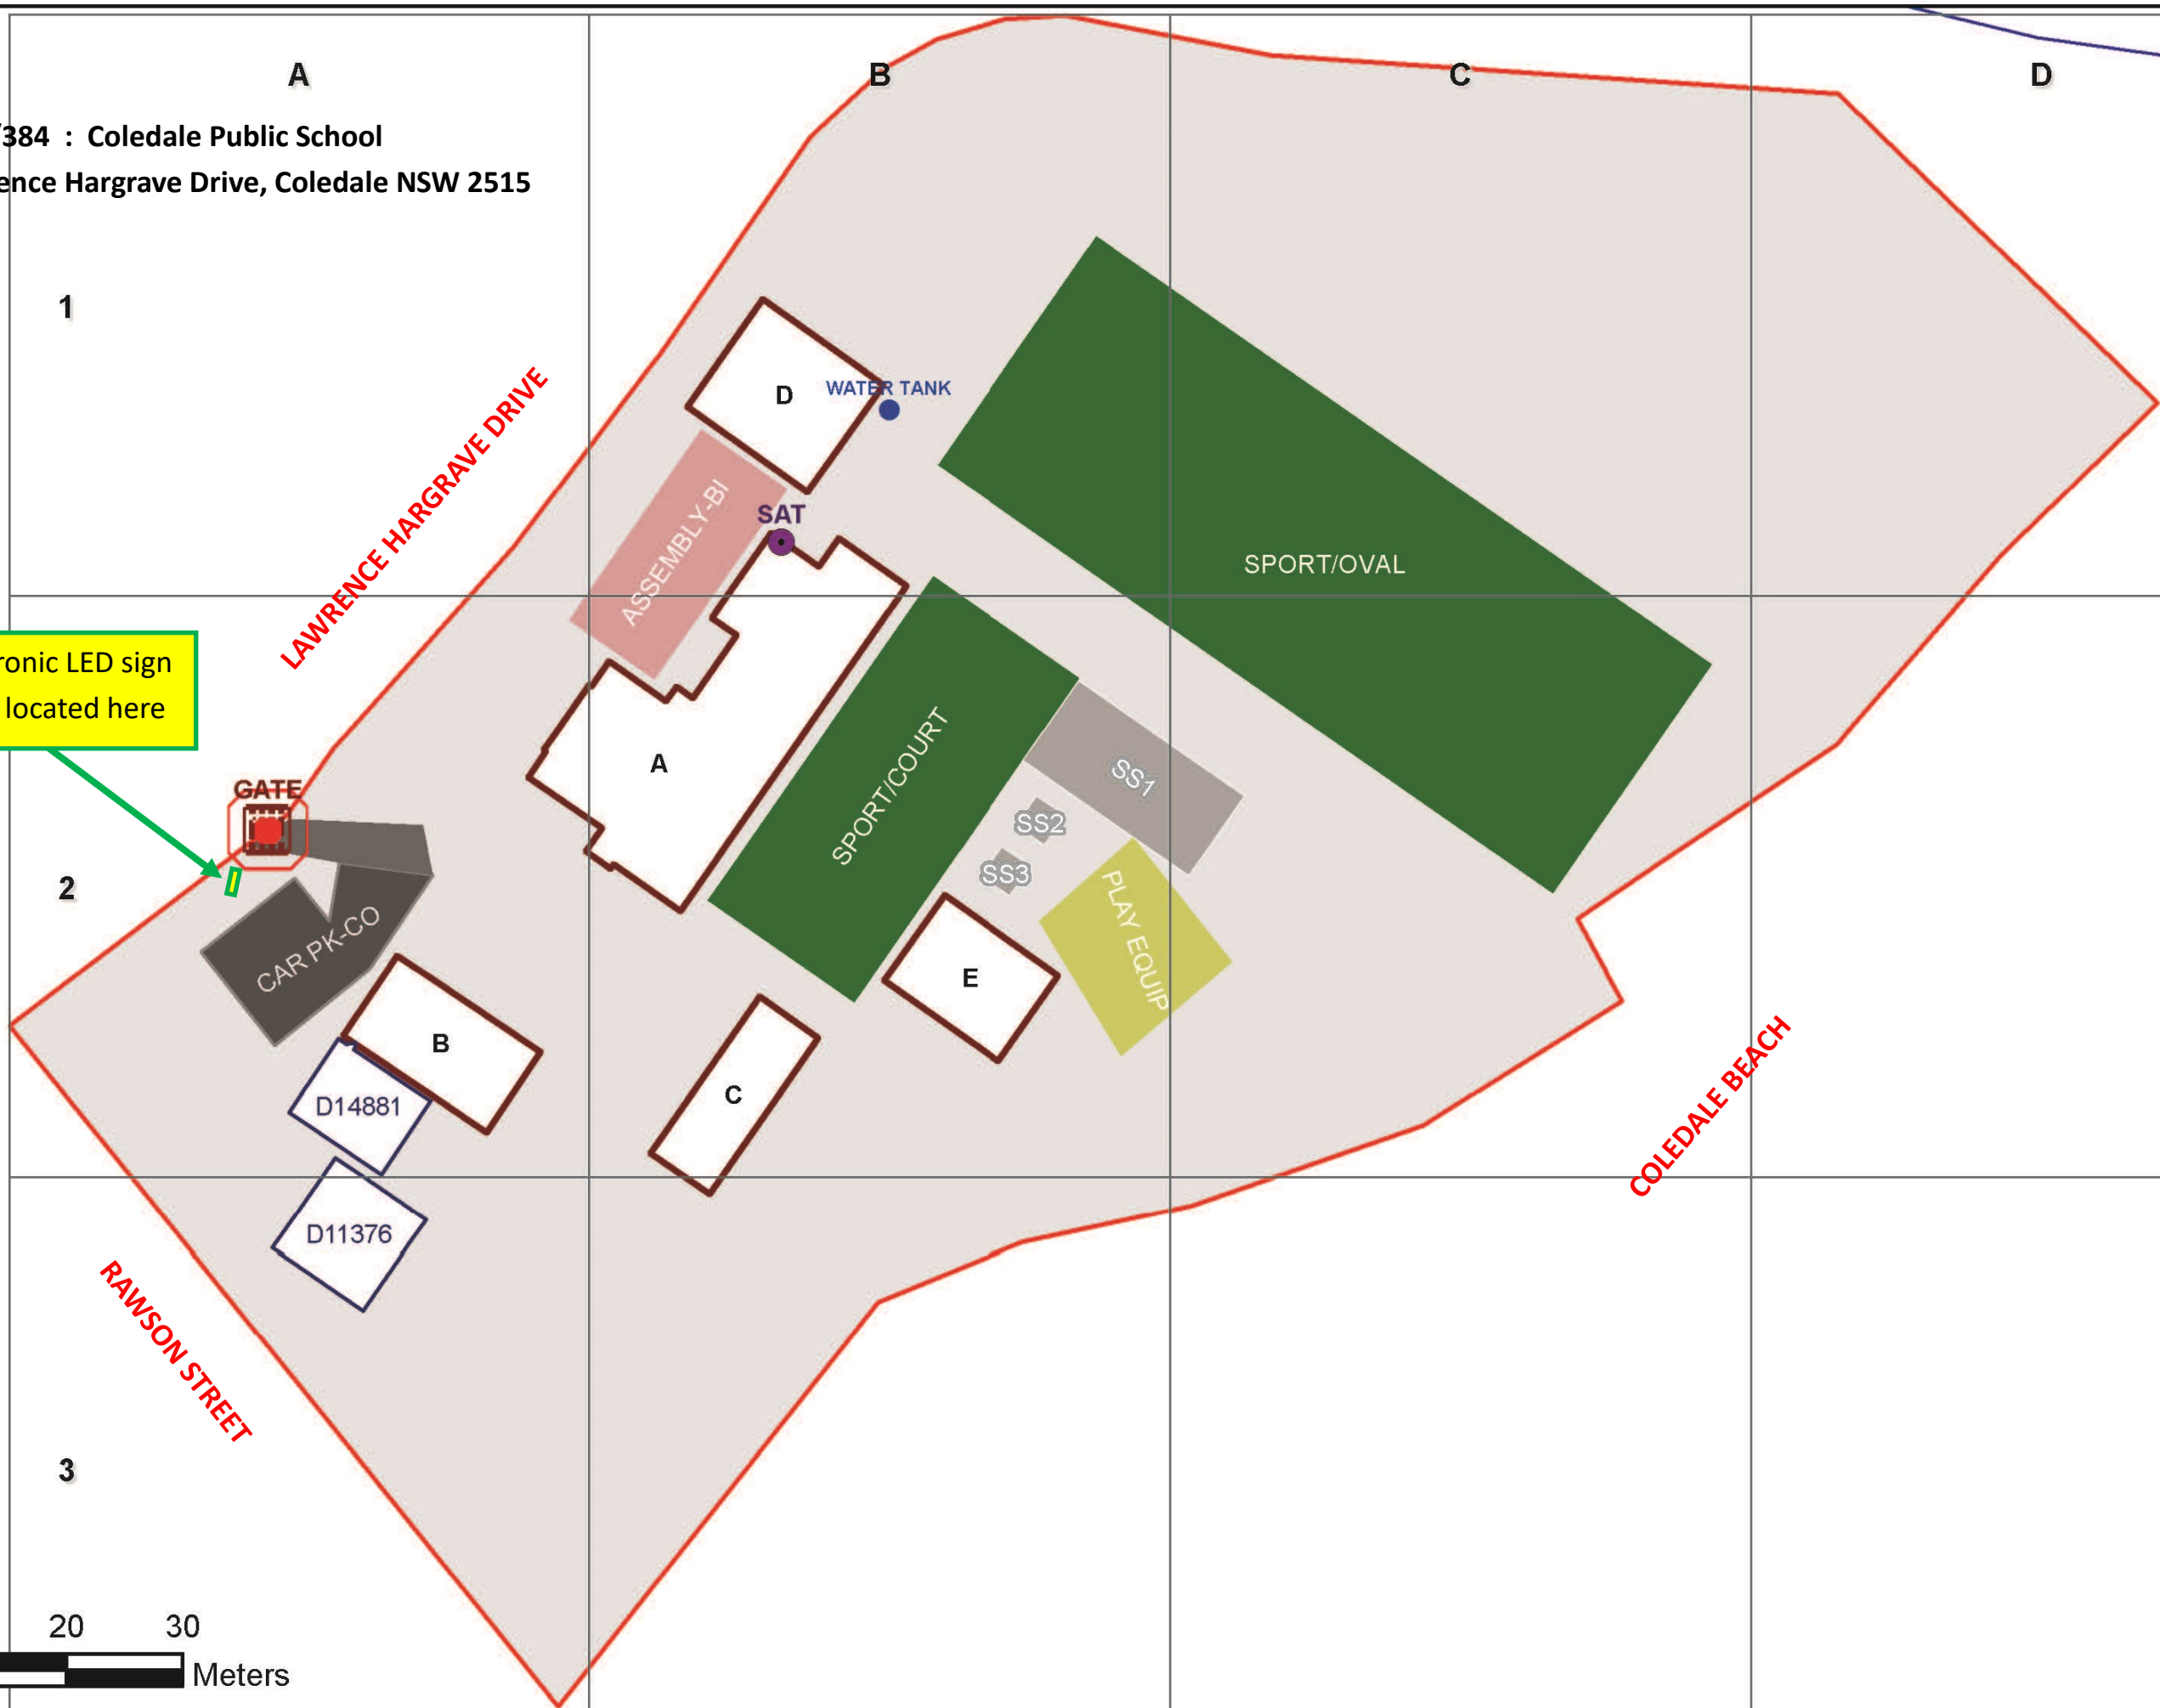 A B C D
/384 : Coledale Public School
ence Hargrave Drive, Coledale NSW 2515
1
LAWRENCE HARGRAVE DRIVE
D
WATER TANK
ASSEMBLY-BI
SAT
SPORT/OVAL
ronic LED sign
located here
GATE
A
SPORT/COURT
SS1
SS2
SS3
2
CAR PK-CO
PLAY EQUIP
E
B
C
D14881
COLEDALE BEACH
D11376
RAWSON STREET
3
20 30
Meters